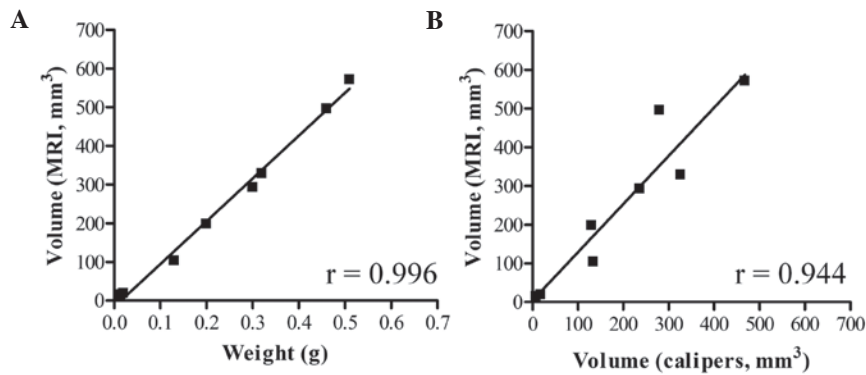 A
Volume (MRI, mm³)
700
600
500
400
300
200
100
0
0.0 0.1 0.2 0.3 0.4 0.5 0.6 0.7
r = 0.996
Weight (g)
B
Volume (MRI, mm³)
700
600
500
400
300
200
100
0
0 100 200 300 400 500 600 700
r = 0.944
Volume (calipers, mm³)